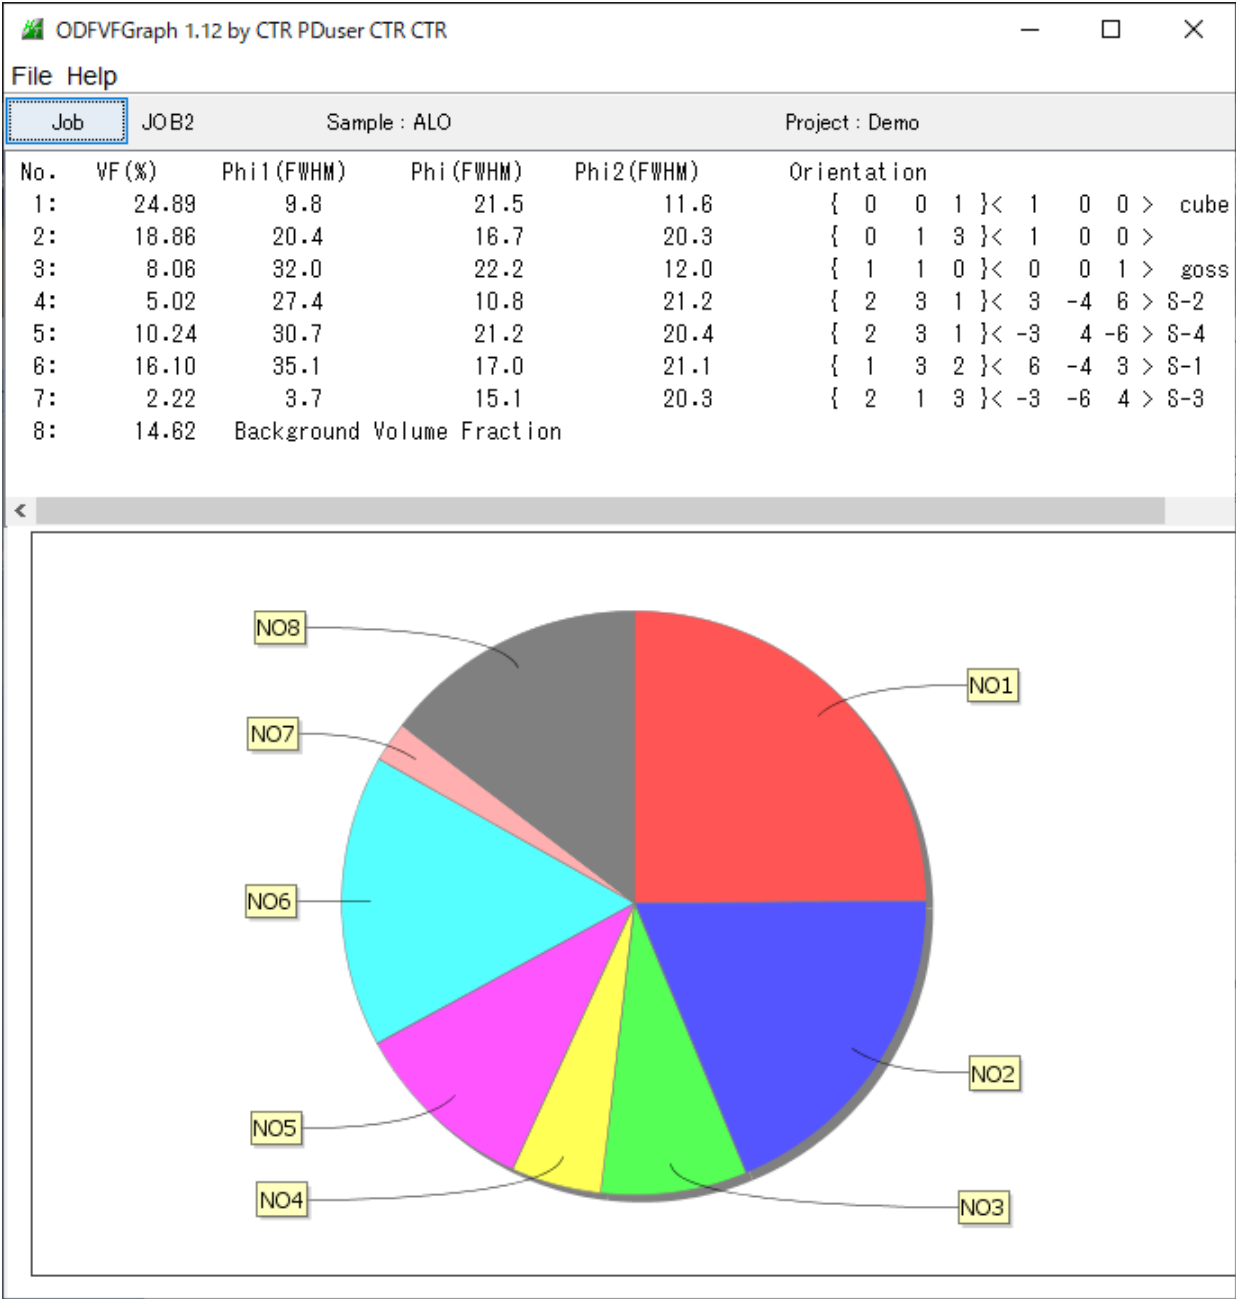 ODFVFGraph 1.12 by CTR PDuser CTR CTR
File Help
Job JOB2 Sample : ALO Project : Demo
No. VF(%) Phi1(FWHM) Phi(FWHM) Phi2(FWHM) Orientation
1: 24.89 9.8 21.5 11.6 { 0 0 1 }< 1 0 0 > cube
2: 18.86 20.4 16.7 20.3 { 0 1 3 }< 1 0 0 >
3: 8.06 32.0 22.2 12.0 { 1 1 0 }< 0 0 1 > goss
4: 5.02 27.4 10.8 21.2 { 2 3 1 }< 3 -4 6 > S-2
5: 10.24 30.7 21.2 20.4 { 2 3 1 }< -3 4 -6 > S-4
6: 16.10 35.1 17.0 21.1 { 1 3 2 }< 6 -4 3 > S-1
7: 2.22 3.7 15.1 20.3 { 2 1 3 }< -3 -6 4 > S-3
8: 14.62 Background Volume Fraction
NO8
NO1
NO7
NO6
NO2
NO5
NO4
NO3